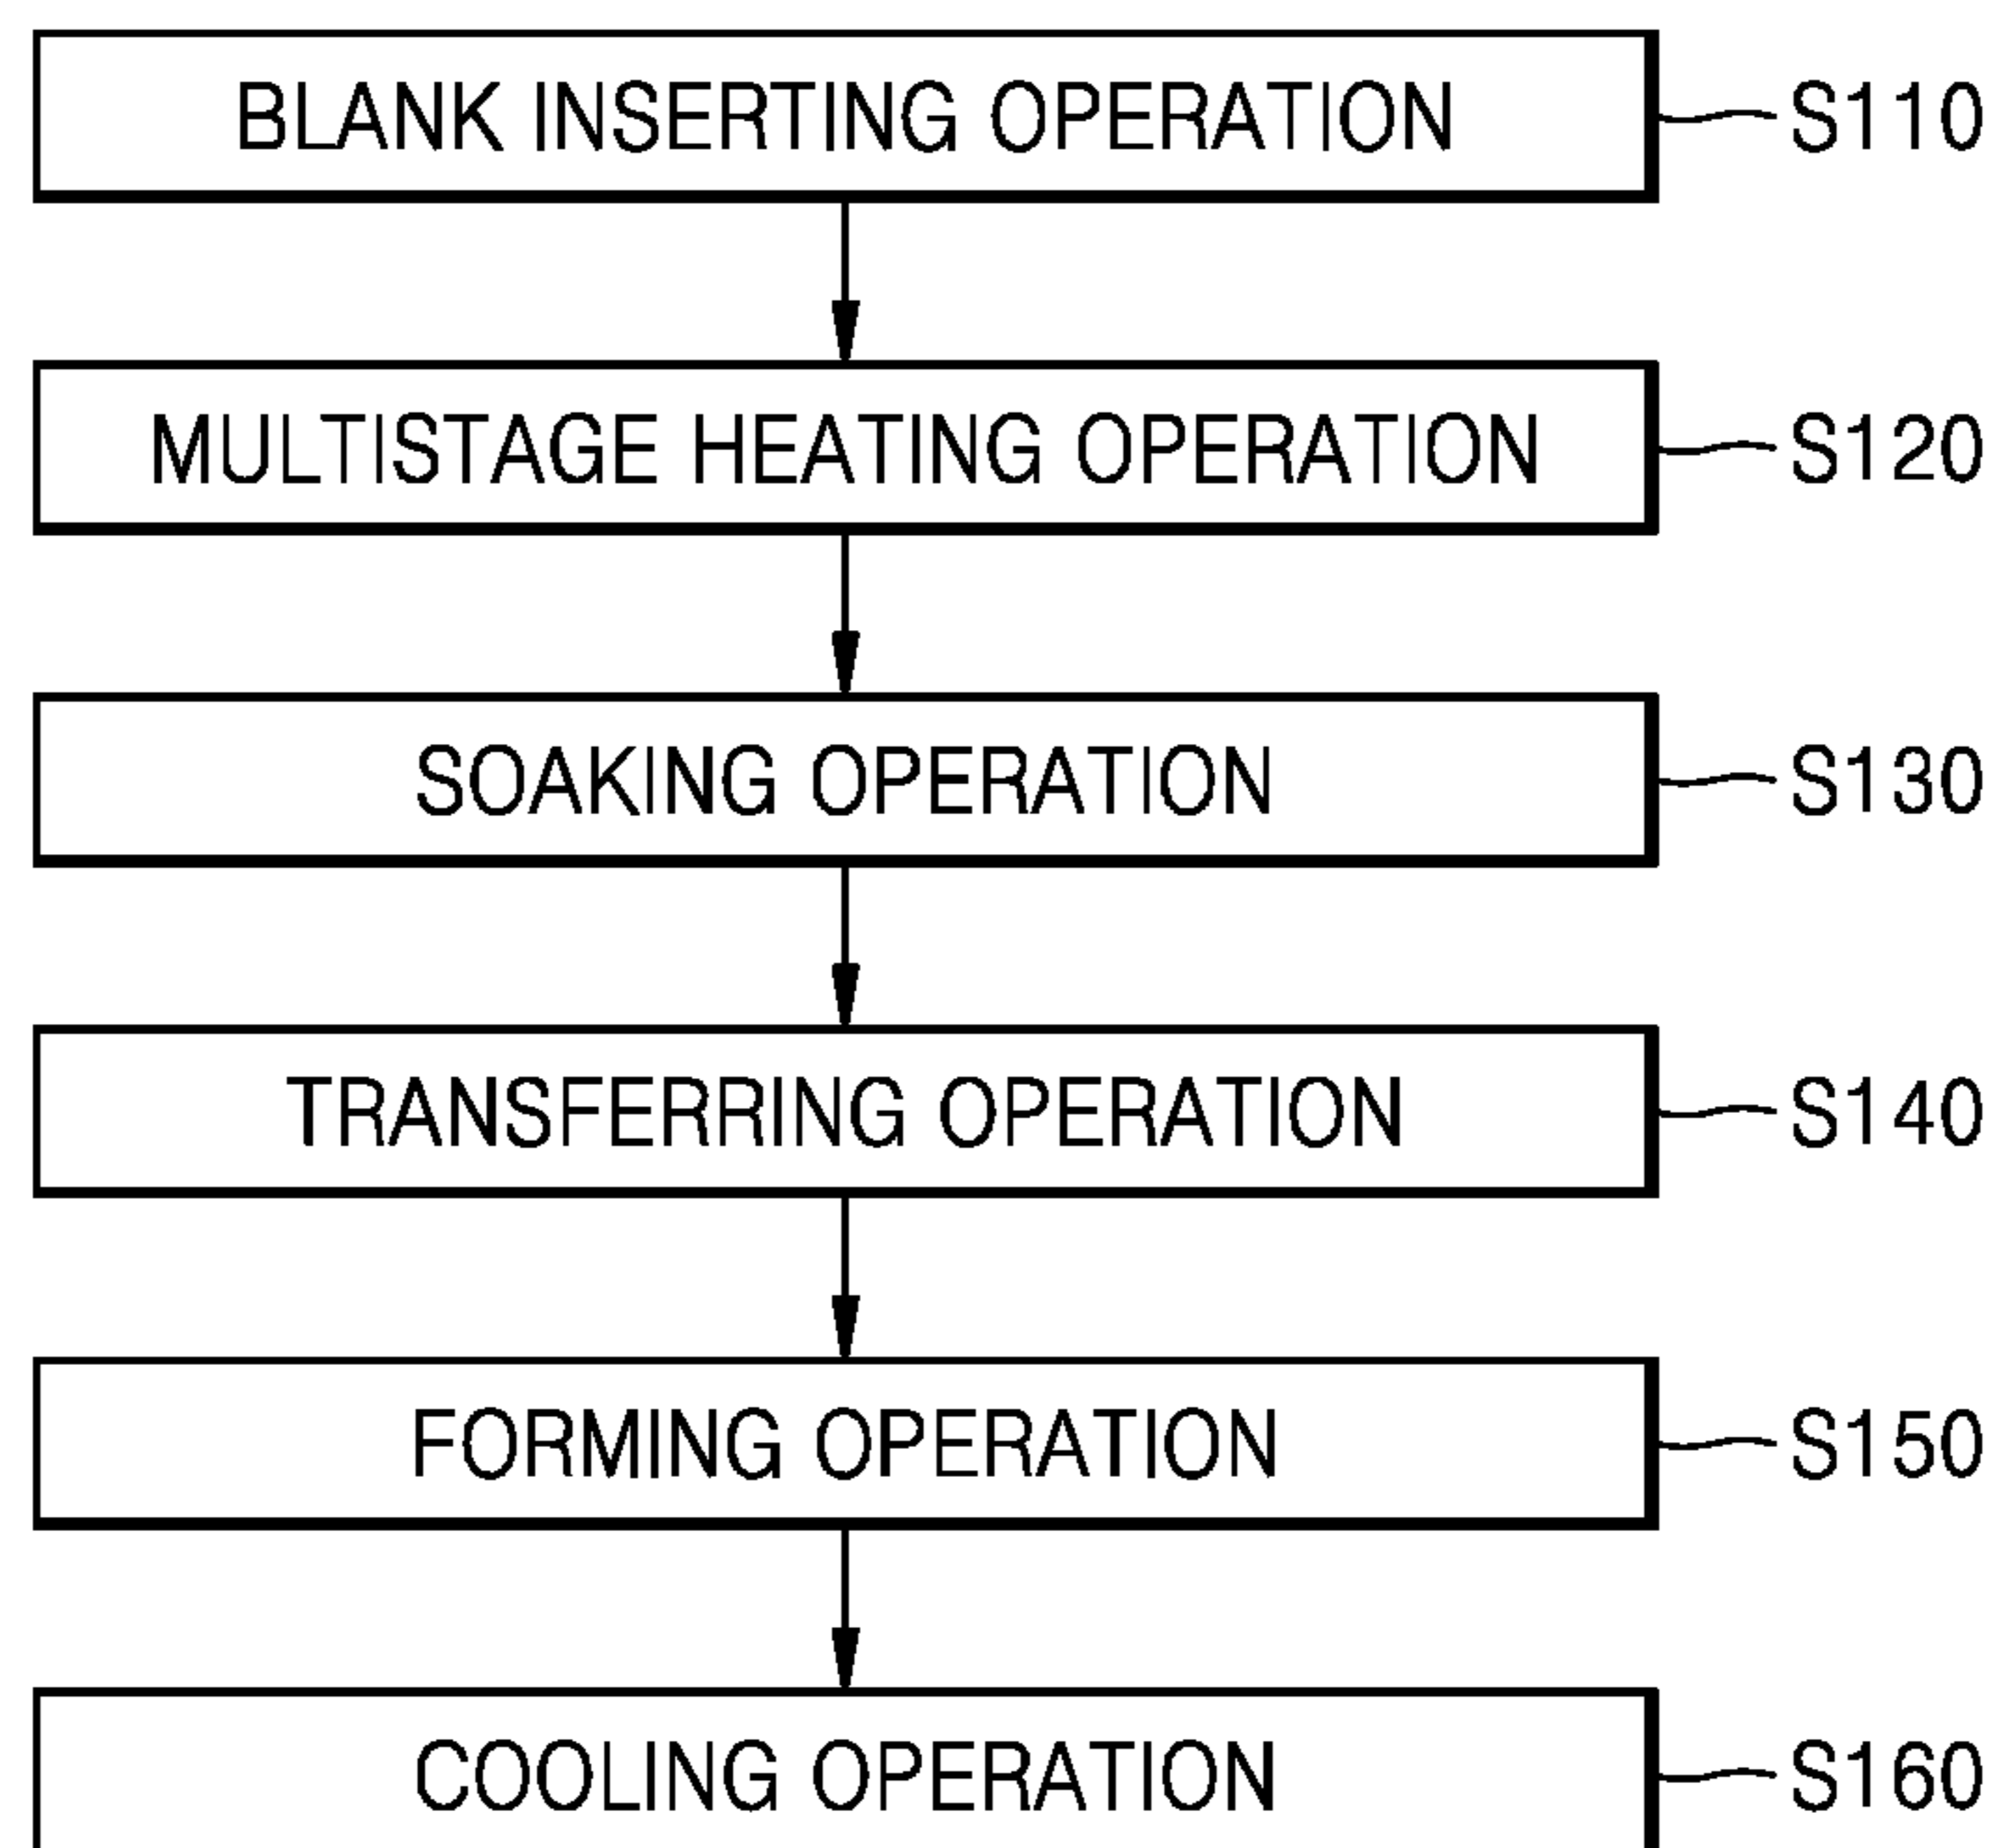 BLANK INSERTING OPERATION S110
MULTISTAGE HEATING OPERATION S120
SOAKING OPERATION S130
TRANSFERRING OPERATION S140
FORMING OPERATION S150
COOLING OPERATION S160